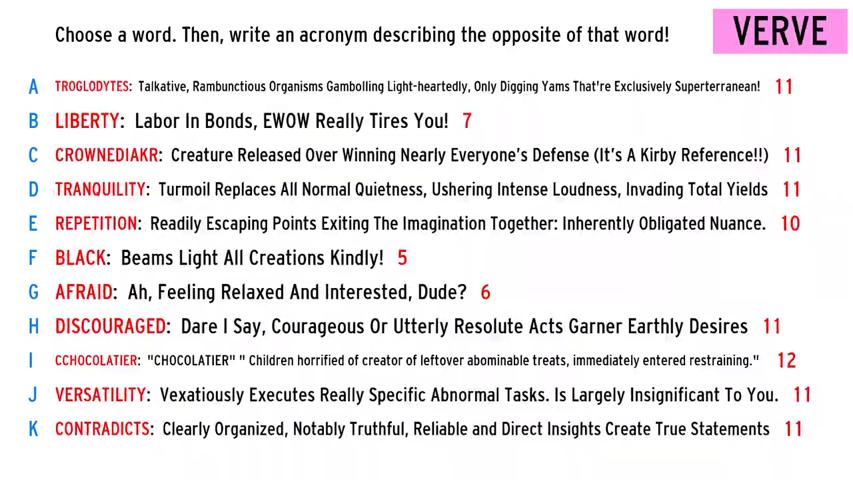 Choose a word. Then, write an acronym describing the opposite of that word!
VERVE
A TROGLODYTES: Talkative, Rambunctious Organisms Gambolling Light-heartedly, Only Digging Yams That're Exclusively Superterranean! 11
B LIBERTY: Labor In Bonds, EWOW Really Tires You! 7
C CROWNEDIAKR: Creature Released Over Winning Nearly Everyone's Defense (It's A Kirby Reference!!) 11
D TRANQUILITY: Turmoil Replaces All Normal Quietness, Ushering Intense Loudness, Invading Total Yields 11
E REPETITION: Readily Escaping Points Exiting The Imagination Together: Inherently Obligated Nuance. 10
F BLACK: Beams Light All Creations Kindly! 5
G AFRAID: Ah, Feeling Relaxed And Interested, Dude? 6
H DISCOURAGED: Dare I Say, Courageous Or Utterly Resolute Acts Garner Earthly Desires 11
I CCHOCOLATIER: "CHOCOLATIER" " Children horrified of creator of leftover abominable treats, immediately entered restraining." 12
J VERSATILITY: Vexatiously Executes Really Specific Abnormal Tasks. Is Largely Insignificant To You. 11
K CONTRADICTS: Clearly Organized, Notably Truthful, Reliable and Direct Insights Create True Statements 11